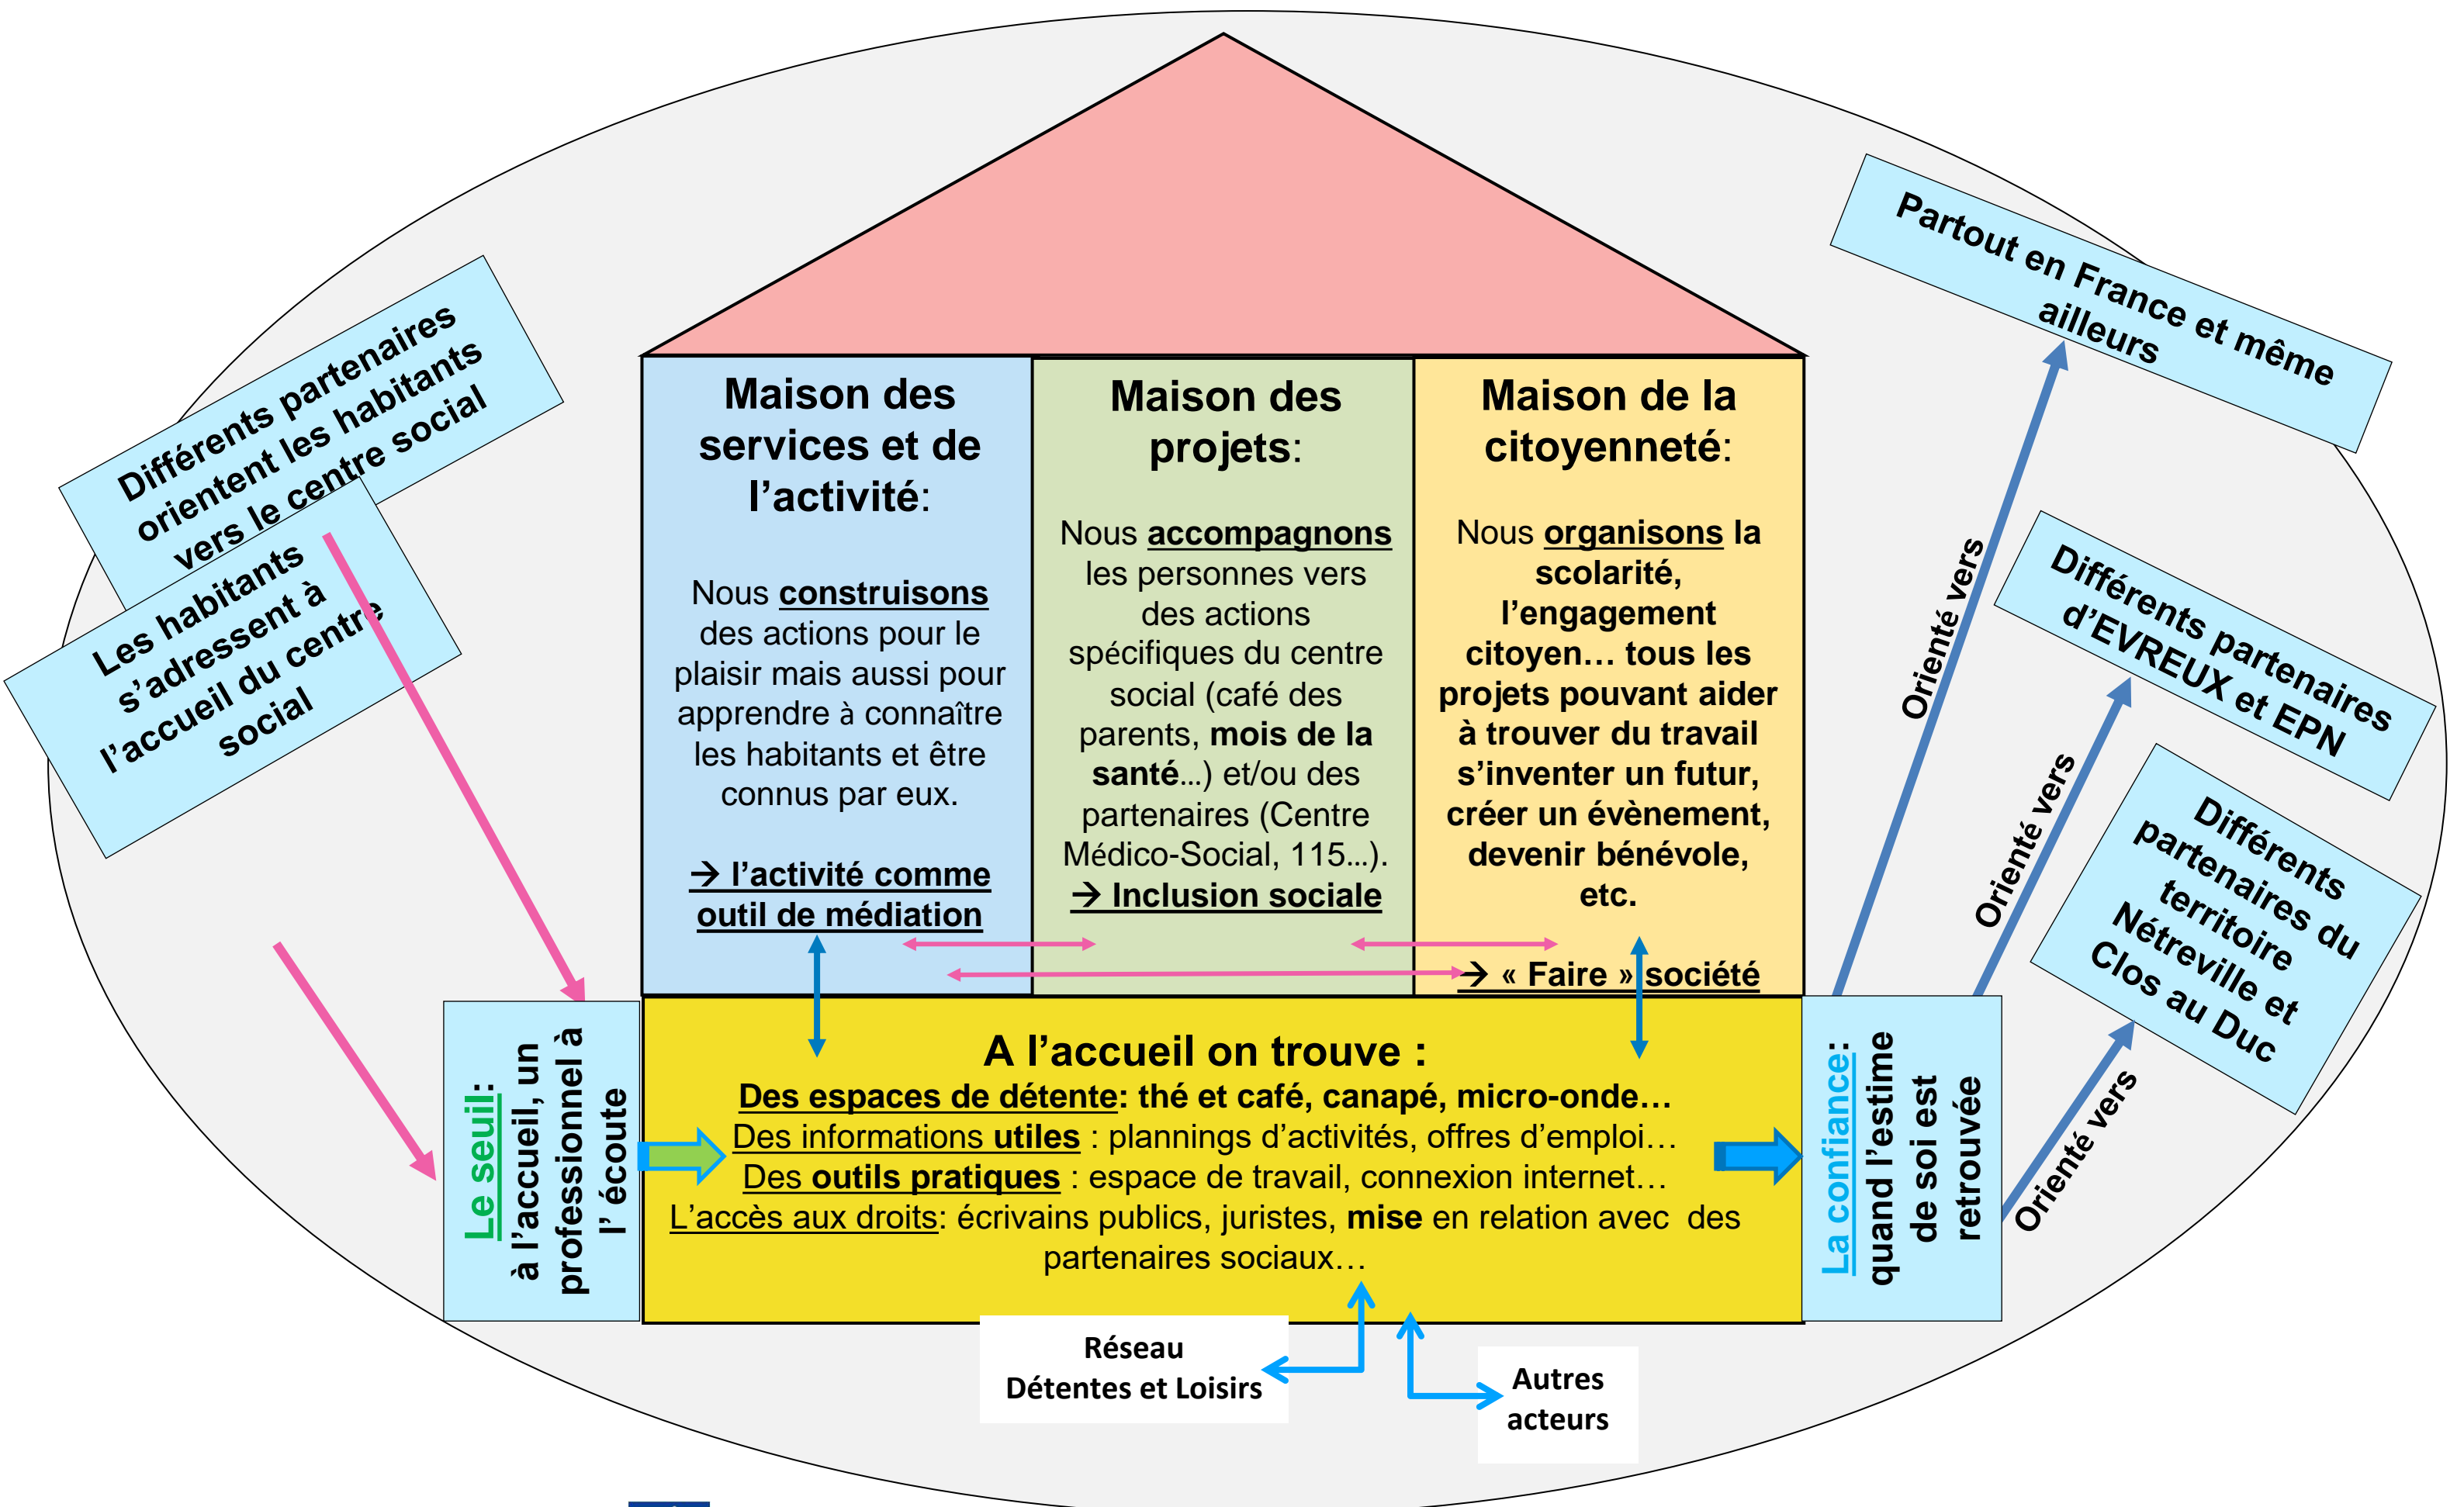 Différents partenaires
orientent les habitants
vers le centre social
Les habitants
s’adressent à
l’accueil du centre
social
Maison des
services et de
l’activité:
Nous construisons
des actions pour le
plaisir mais aussi pour
apprendre à connaître
les habitants et être
connus par eux.
→ l’activité comme
outil de médiation
Maison des
projets:
Nous accompagnons
les personnes vers
des actions
spécifiques du centre
social (café des
parents, mois de la
santé…) et/ou des
partenaires (Centre
Médico-Social, 115…).
→ Inclusion sociale
Maison de la
citoyenneté:
Nous organisons la
scolarité,
l’engagement
citoyen… tous les
projets pouvant aider
à trouver du travail
s’inventer un futur,
créer un évènement,
devenir bénévole,
etc.
→ « Faire » société
Le seuil:
à l’accueil, un
professionnel à
l’ écoute
A l’accueil on trouve :
Des espaces de détente: thé et café, canapé, micro-onde…
Des informations utiles : plannings d’activités, offres d’emploi…
Des outils pratiques : espace de travail, connexion internet…
L’accès aux droits: écrivains publics, juristes, mise en relation avec des
partenaires sociaux…
La confiance:
quand l’estime
de soi est
retrouvée
Orienté vers
Partout en France et même
ailleurs
Orienté vers
Différents partenaires
d’EVREUX et EPN
Orienté vers
Différents
partenaires du
territoire
Nétreville et
Clos au Duc
Réseau
Détentes et Loisirs
Autres
acteurs